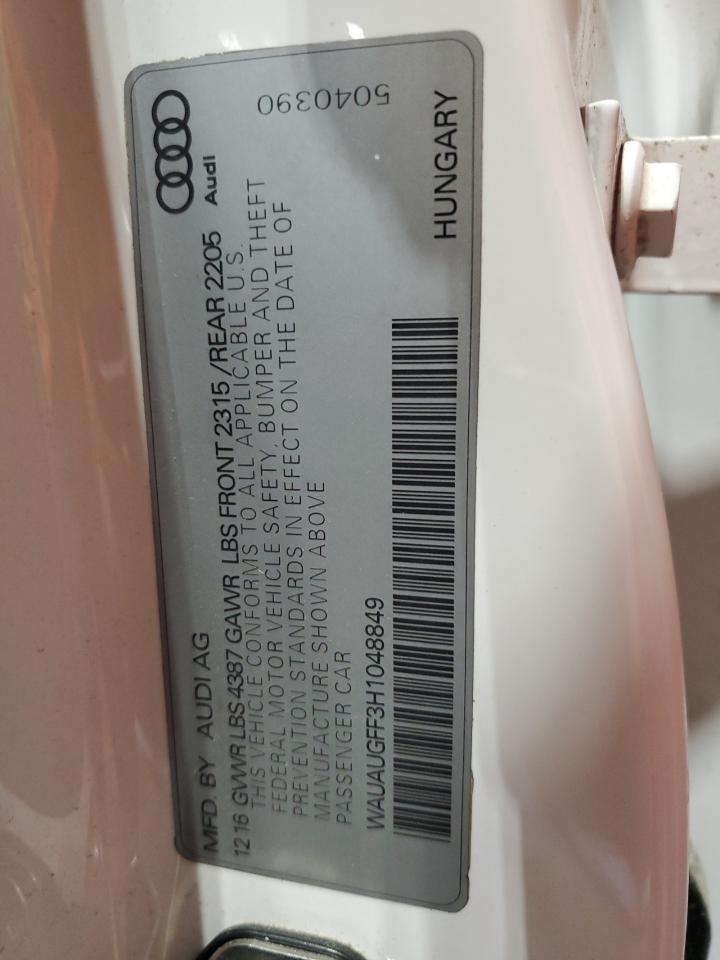 Audi
MFD. BY AUDI AG
12 16 GVWR LBS 4387 GAWR LBS FRONT 2315 /REAR 2205
THIS VEHICLE CONFORMS TO ALL APPLICABLE U.S.
FEDERAL MOTOR VEHICLE SAFETY, BUMPER AND THEFT
PREVENTION STANDARDS IN EFFECT ON THE DATE OF
MANUFACTURE SHOWN ABOVE
PASSENGER CAR
WAUAUGFF3H1048849
HUNGARY
5040390